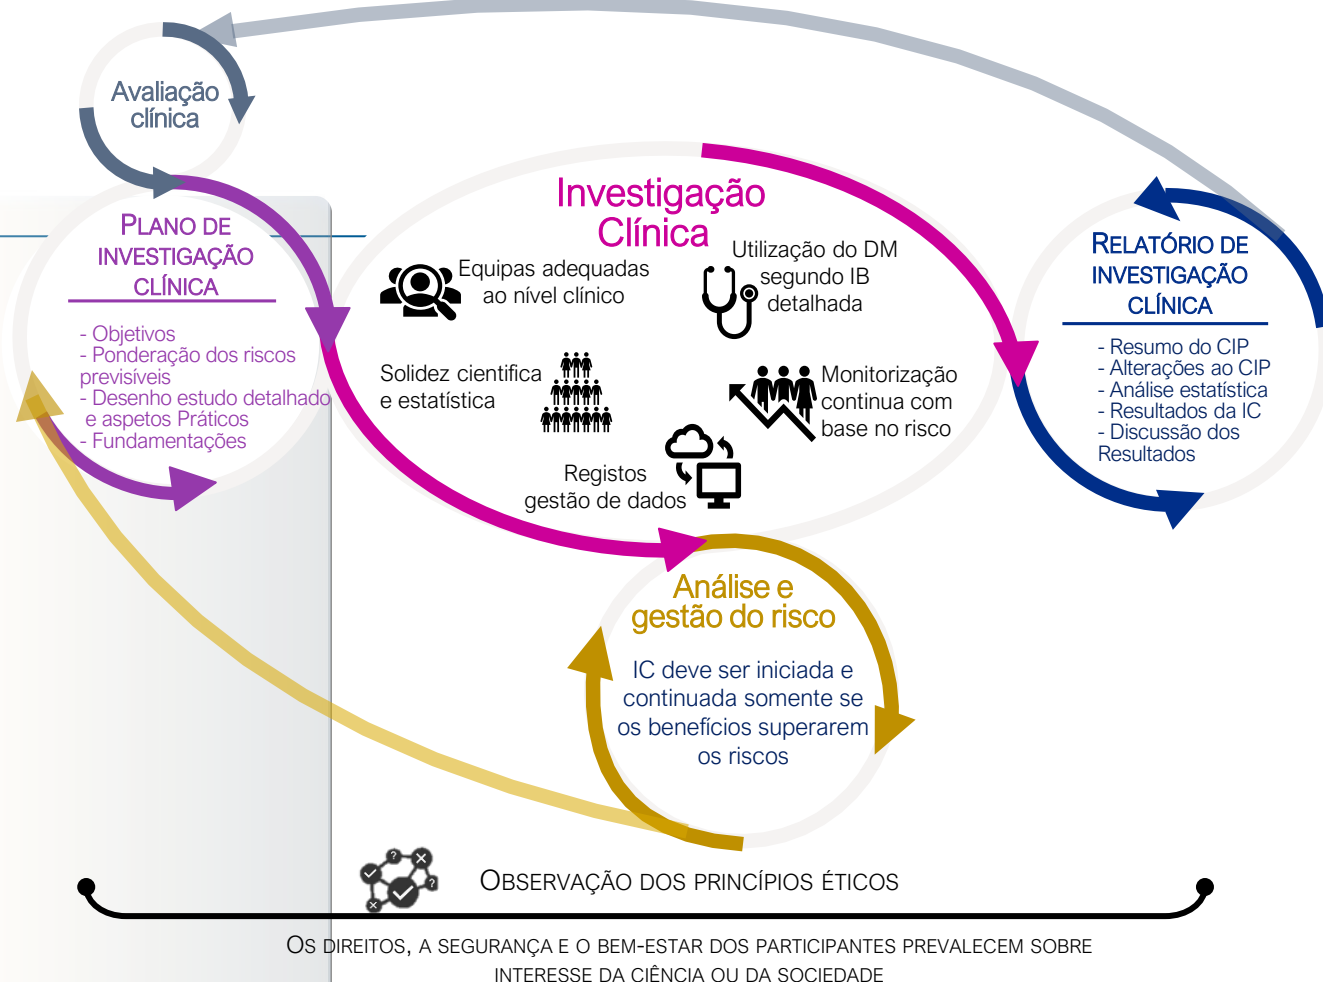 Avaliação
clínica
PLANO DE
INVESTIGAÇÃO
CLÍNICA
- Objetivos
- Ponderação dos riscos
previsíveis
- Desenho estudo detalhado
e aspetos Práticos
- Fundamentações
Investigação
Clínica
Equipas adequadas
ao nível clínico
Utilização do DM
segundo IB
detalhada
Solidez cientifica
e estatística
Monitorização
continua com
base no risco
Registos
gestão de dados
RELATÓRIO DE
INVESTIGAÇÃO
CLÍNICA
- Resumo do CIP
- Alterações ao CIP
- Análise estatística
- Resultados da IC
- Discussão dos
Resultados
Análise e
gestão do risco
IC deve ser iniciada e
continuada somente se
os benefícios superarem
os riscos
OBSERVAÇÃO DOS PRINCÍPIOS ÉTICOS
OS DIREITOS, A SEGURANÇA E O BEM-ESTAR DOS PARTICIPANTES PREVALECEM SOBRE
INTERESSE DA CIÊNCIA OU DA SOCIEDADE